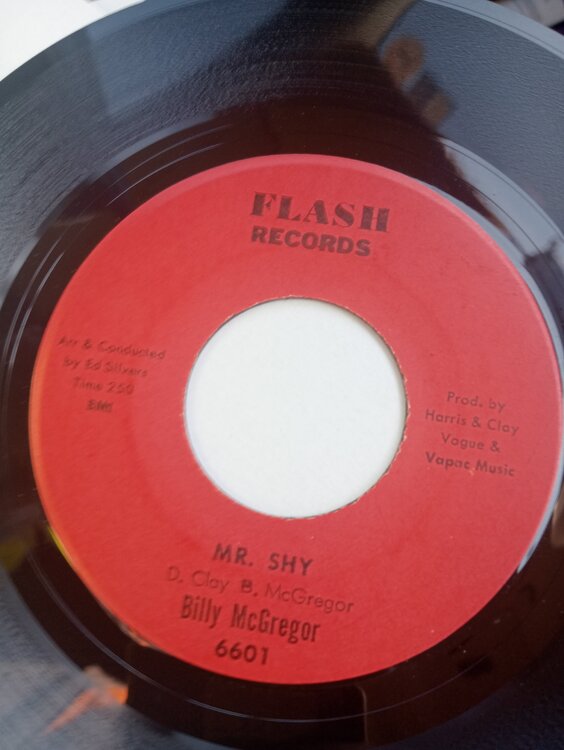 FLASH
RECORDS
Arr & Conducted
by Ed Silvers
Time 2:50
BMI
Prod. by
Harris & Clay
Vogue &
Vapac Music
MR. SHY
D. Clay B. McGregor
Billy McGregor
6601